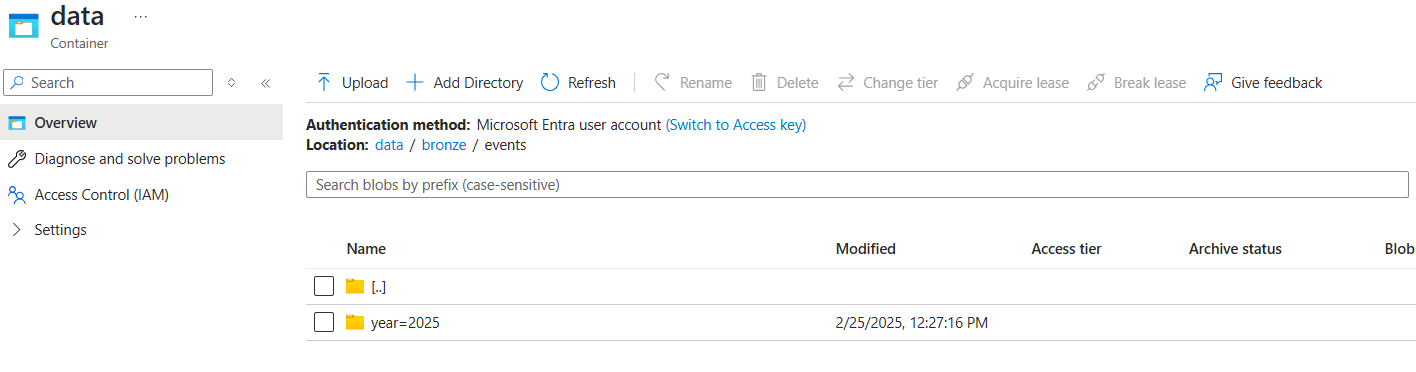 data ...
Container
Search
Overview
Diagnose and solve problems
Access Control (IAM)
Settings
Upload Add Directory Refresh Rename Delete Change tier Acquire lease Break lease Give feedback
Authentication method: Microsoft Entra user account (Switch to Access key)
Location: data / bronze / events
Search blobs by prefix (case-sensitive)
Name Modified Access tier Archive status Blob
[..]
year=2025 2/25/2025, 12:27:16 PM